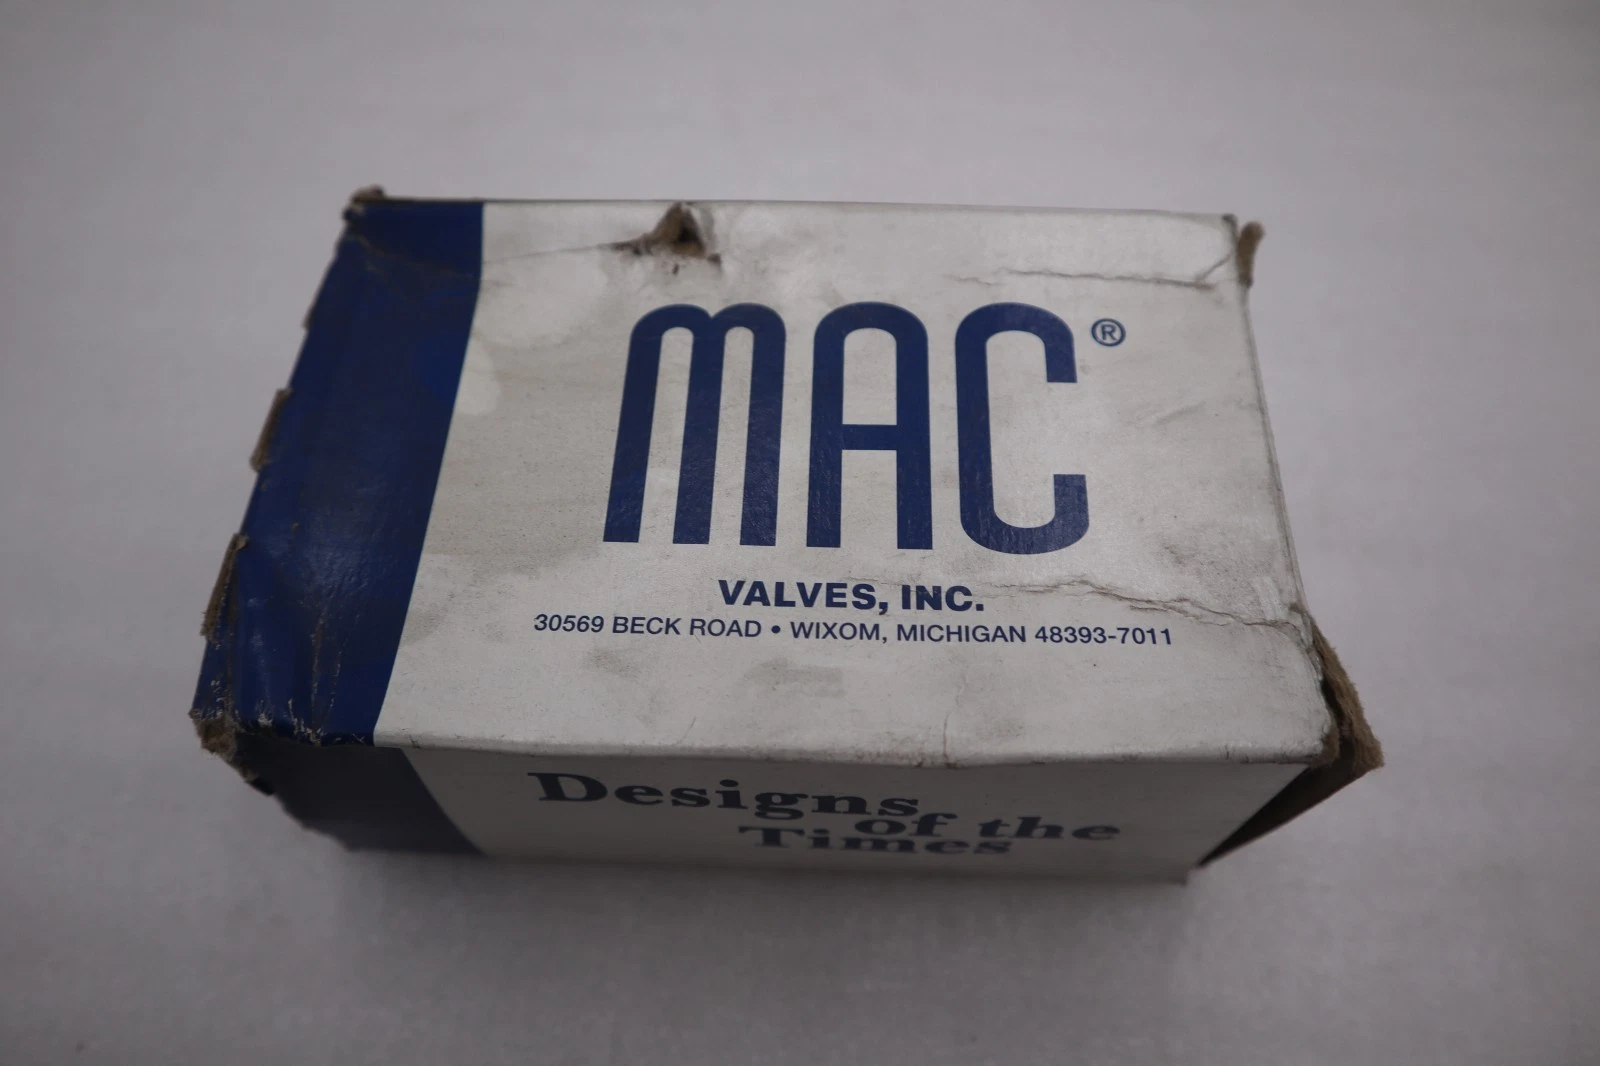 MAC®
VALVES, INC.
30569 BECK ROAD • WIXOM, MICHIGAN 48393-7011
Designs
of the
Times